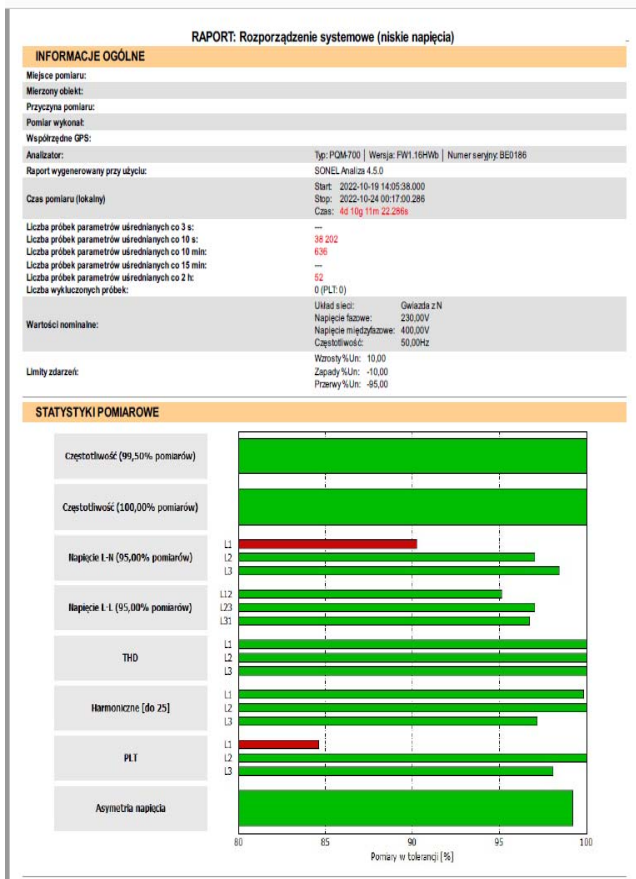 RAPORT: Rozporządzenie systemowe (niskie napięcia)
INFORMACJE OGÓLNE
Miejsce pomiaru:
Mierzony obiekt:
Przyczyna pomiaru:
Pomiar wykonał:
Współrzędne GPS:
Analizator: Typ: PQM-700 | Wersja: FW1.16HWb | Numer seryjny: BE0186
Raport wygenerowany przy użyciu: SONEL Analiza 4.5.0
Czas pomiaru (lokalny) Start: 2022-10-19 14:05:38.000
Stop: 2022-10-24 00:17:00.286
Czas: 4d 10g 11m 22.286s
Liczba próbek parametrów uśrednianych co 3 s: ---
Liczba próbek parametrów uśrednianych co 10 s: 38 202
Liczba próbek parametrów uśrednianych co 10 min: 636
Liczba próbek parametrów uśrednianych co 15 min: ---
Liczba próbek parametrów uśrednianych co 2 h: 52
Liczba wykluczonych próbek: 0 (PLT: 0)
Wartości nominalne: Układ sieci: Gwiazda z N
Napięcie fazowe: 230,00V
Napięcie międzyfazowe: 400,00V
Częstotliwość: 50,00Hz
Limity zdarzeń: Wzrosty %Un: 10,00
Zapady %Un: -10,00
Przerwy %Un: -95,00
STATYSTYKI POMIAROWE
Częstotliwość (99,50% pomiarów)
Częstotliwość (100,00% pomiarów)
Napięcie L-N (95,00% pomiarów)
L1
L2
L3
Napięcie L-L (95,00% pomiarów)
L12
L23
L31
THD
L1
L2
L3
Harmoniczne [do 25]
L1
L2
L3
PLT
L1
L2
L3
Asymetria napięcia
80 85 90 95 100
Pomiary w tolerancji [%]